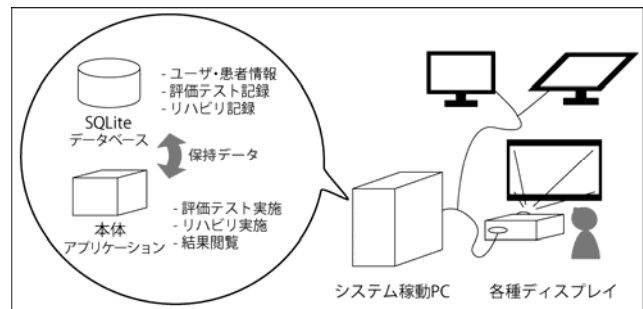 - ユーザ・患者情報
- 評価テスト記録
- リハビリ記録
SQLite
データベース
保持データ
- 評価テスト実施
- リハビリ実施
- 結果閲覧
本体
アプリケーション
システム稼動PC
各種ディスプレイ